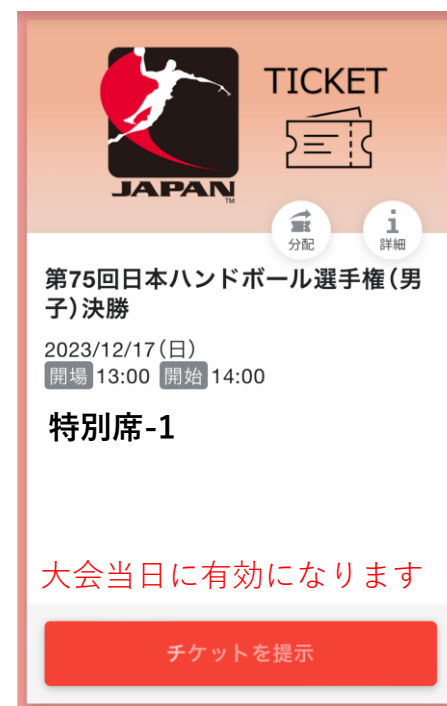 TICKET
JAPAN
TM
分配
詳細
第75回日本ハンドボール選手権(男
子)決勝
2023/12/17(日)
開場 13:00 開始 14:00
特別席-1
大会当日に有効になります
チケットを提示